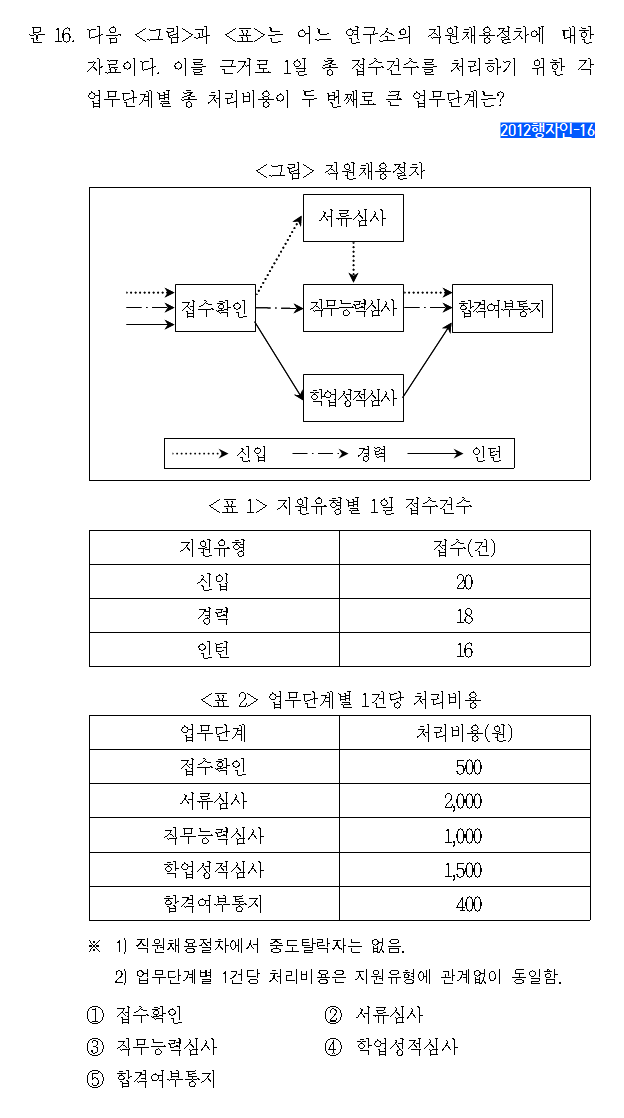 문 16. 다음 <그림>과 <표>는 어느 연구소의 직원채용절차에 대한
자료이다. 이를 근거로 1일 총 접수건수를 처리하기 위한 각
업무단계별 총 처리비용이 두 번째로 큰 업무단계는?
2012행자인-16
<그림> 직원채용절차
서류심사
접수확인 직무능력심사 합격여부통지
학업성적심사
신입 경력 인턴
<표 1> 지원유형별 1일 접수건수
지원유형 접수(건)
신입 20
경력 18
인턴 16
<표 2> 업무단계별 1건당 처리비용
업무단계 처리비용(원)
접수확인 500
서류심사 2,000
직무능력심사 1,000
학업성적심사 1,500
합격여부통지 400
※ 1) 직원채용절차에서 중도탈락자는 없음.
2) 업무단계별 1건당 처리비용은 지원유형에 관계없이 동일함.
① 접수확인 ② 서류심사
③ 직무능력심사 ④ 학업성적심사
⑤ 합격여부통지